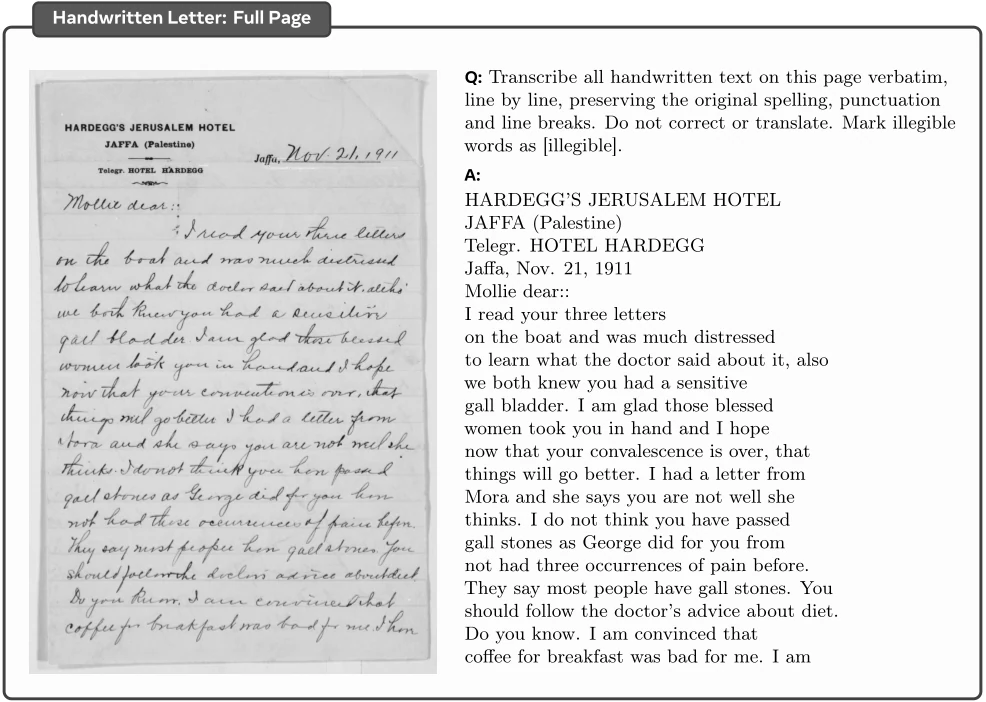 Handwritten Letter: Full Page
HARDEGG'S JERUSALEM HOTEL
JAFFA (Palestine)
Telegr. HOTEL HARDEGG
Jaffa, Nov. 21, 1911
Mollie dear::
I read your three letters
on the boat and was much distressed
to learn what the doctor said about it, altho'
we both knew you had a sensitive
gall bladder. I am glad those blessed
women took you in hand and I hope
now that your convention is over, that
things will go better I had a letter from
Nora and she says you are not well she
thinks. I do not think you have passed
gall stones as George did for you have
not had those occurrences of pain before.
They say most people have gall stones. You
should follow the doctors advice about diet.
Do you know, I am convinced that
coffee for breakfast was bad for me I have
Q: Transcribe all handwritten text on this page verbatim,
line by line, preserving the original spelling, punctuation
and line breaks. Do not correct or translate. Mark illegible
words as [illegible].
A:
HARDEGG'S JERUSALEM HOTEL
JAFFA (Palestine)
Telegr. HOTEL HARDEGG
Jaffa, Nov. 21, 1911
Mollie dear::
I read your three letters
on the boat and was much distressed
to learn what the doctor said about it, also
we both knew you had a sensitive
gall bladder. I am glad those blessed
women took you in hand and I hope
now that your convalescence is over, that
things will go better. I had a letter from
Mora and she says you are not well she
thinks. I do not think you have passed
gall stones as George did for you from
not had three occurrences of pain before.
They say most people have gall stones. You
should follow the doctor's advice about diet.
Do you know. I am convinced that
coffee for breakfast was bad for me. I am